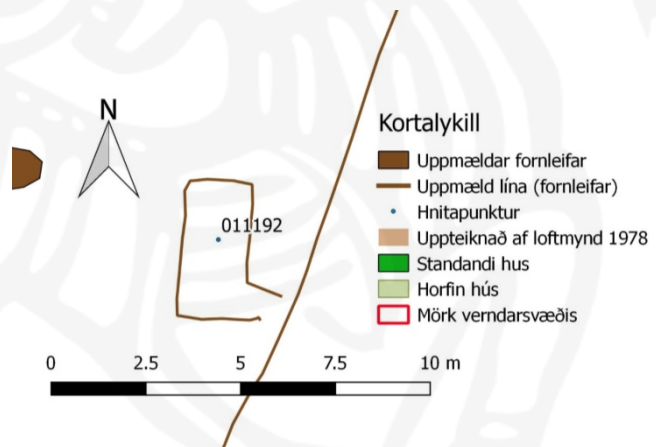 N
011192
Kortalykill
Uppmældar fornleifar
Uppmæld lína (fornleifar)
Hnitapunktur
Uppteiknað af loftmynd 1978
Standandi hus
Horfin hús
Mörk verndarsvæðis
0 2.5 5 7.5 10 m